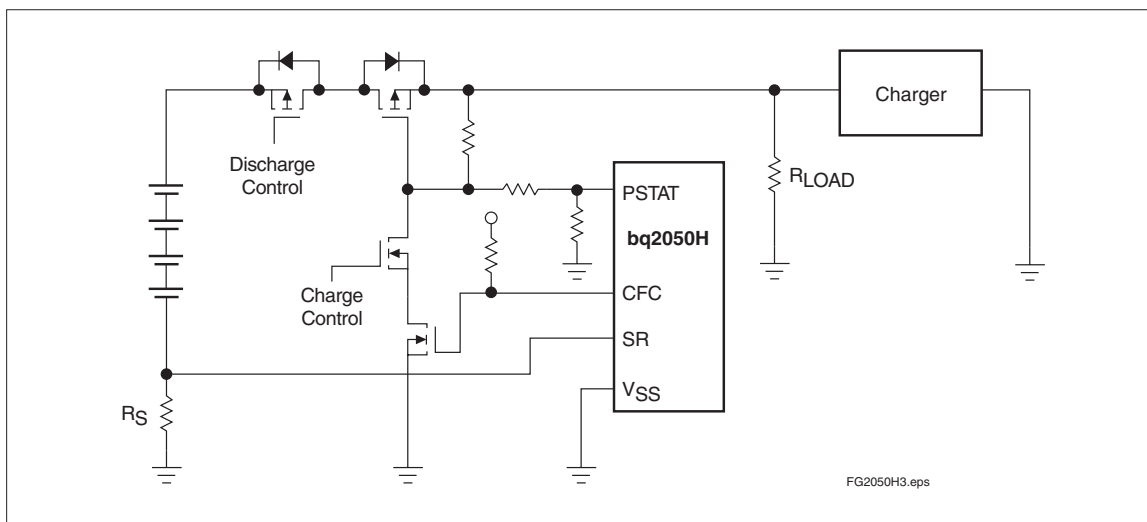 Charger
Discharge
Control
RLOAD
PSTAT
bq2050H
Charge
Control
CFC
SR
VSS
RS
FG2050H3.eps